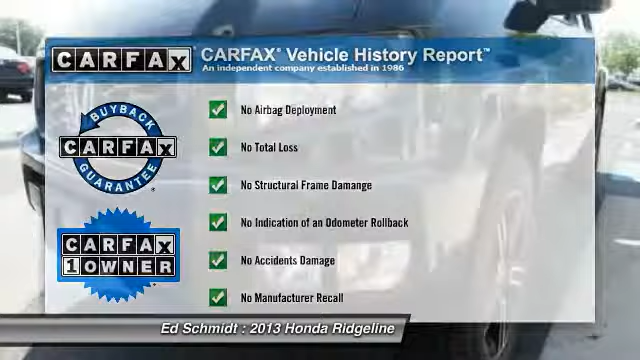 CARFAX
CARFAX® Vehicle History Report™
An independent company established in 1986
BUYBACK
CARFAX
GUARANTEE®
CARFAX
1 OWNER
No Airbag Deployment
No Total Loss
No Structural Frame Damange
No Indication of an Odometer Rollback
No Accidents Damage
No Manufacturer Recall
Ed Schmidt : 2013 Honda Ridgeline